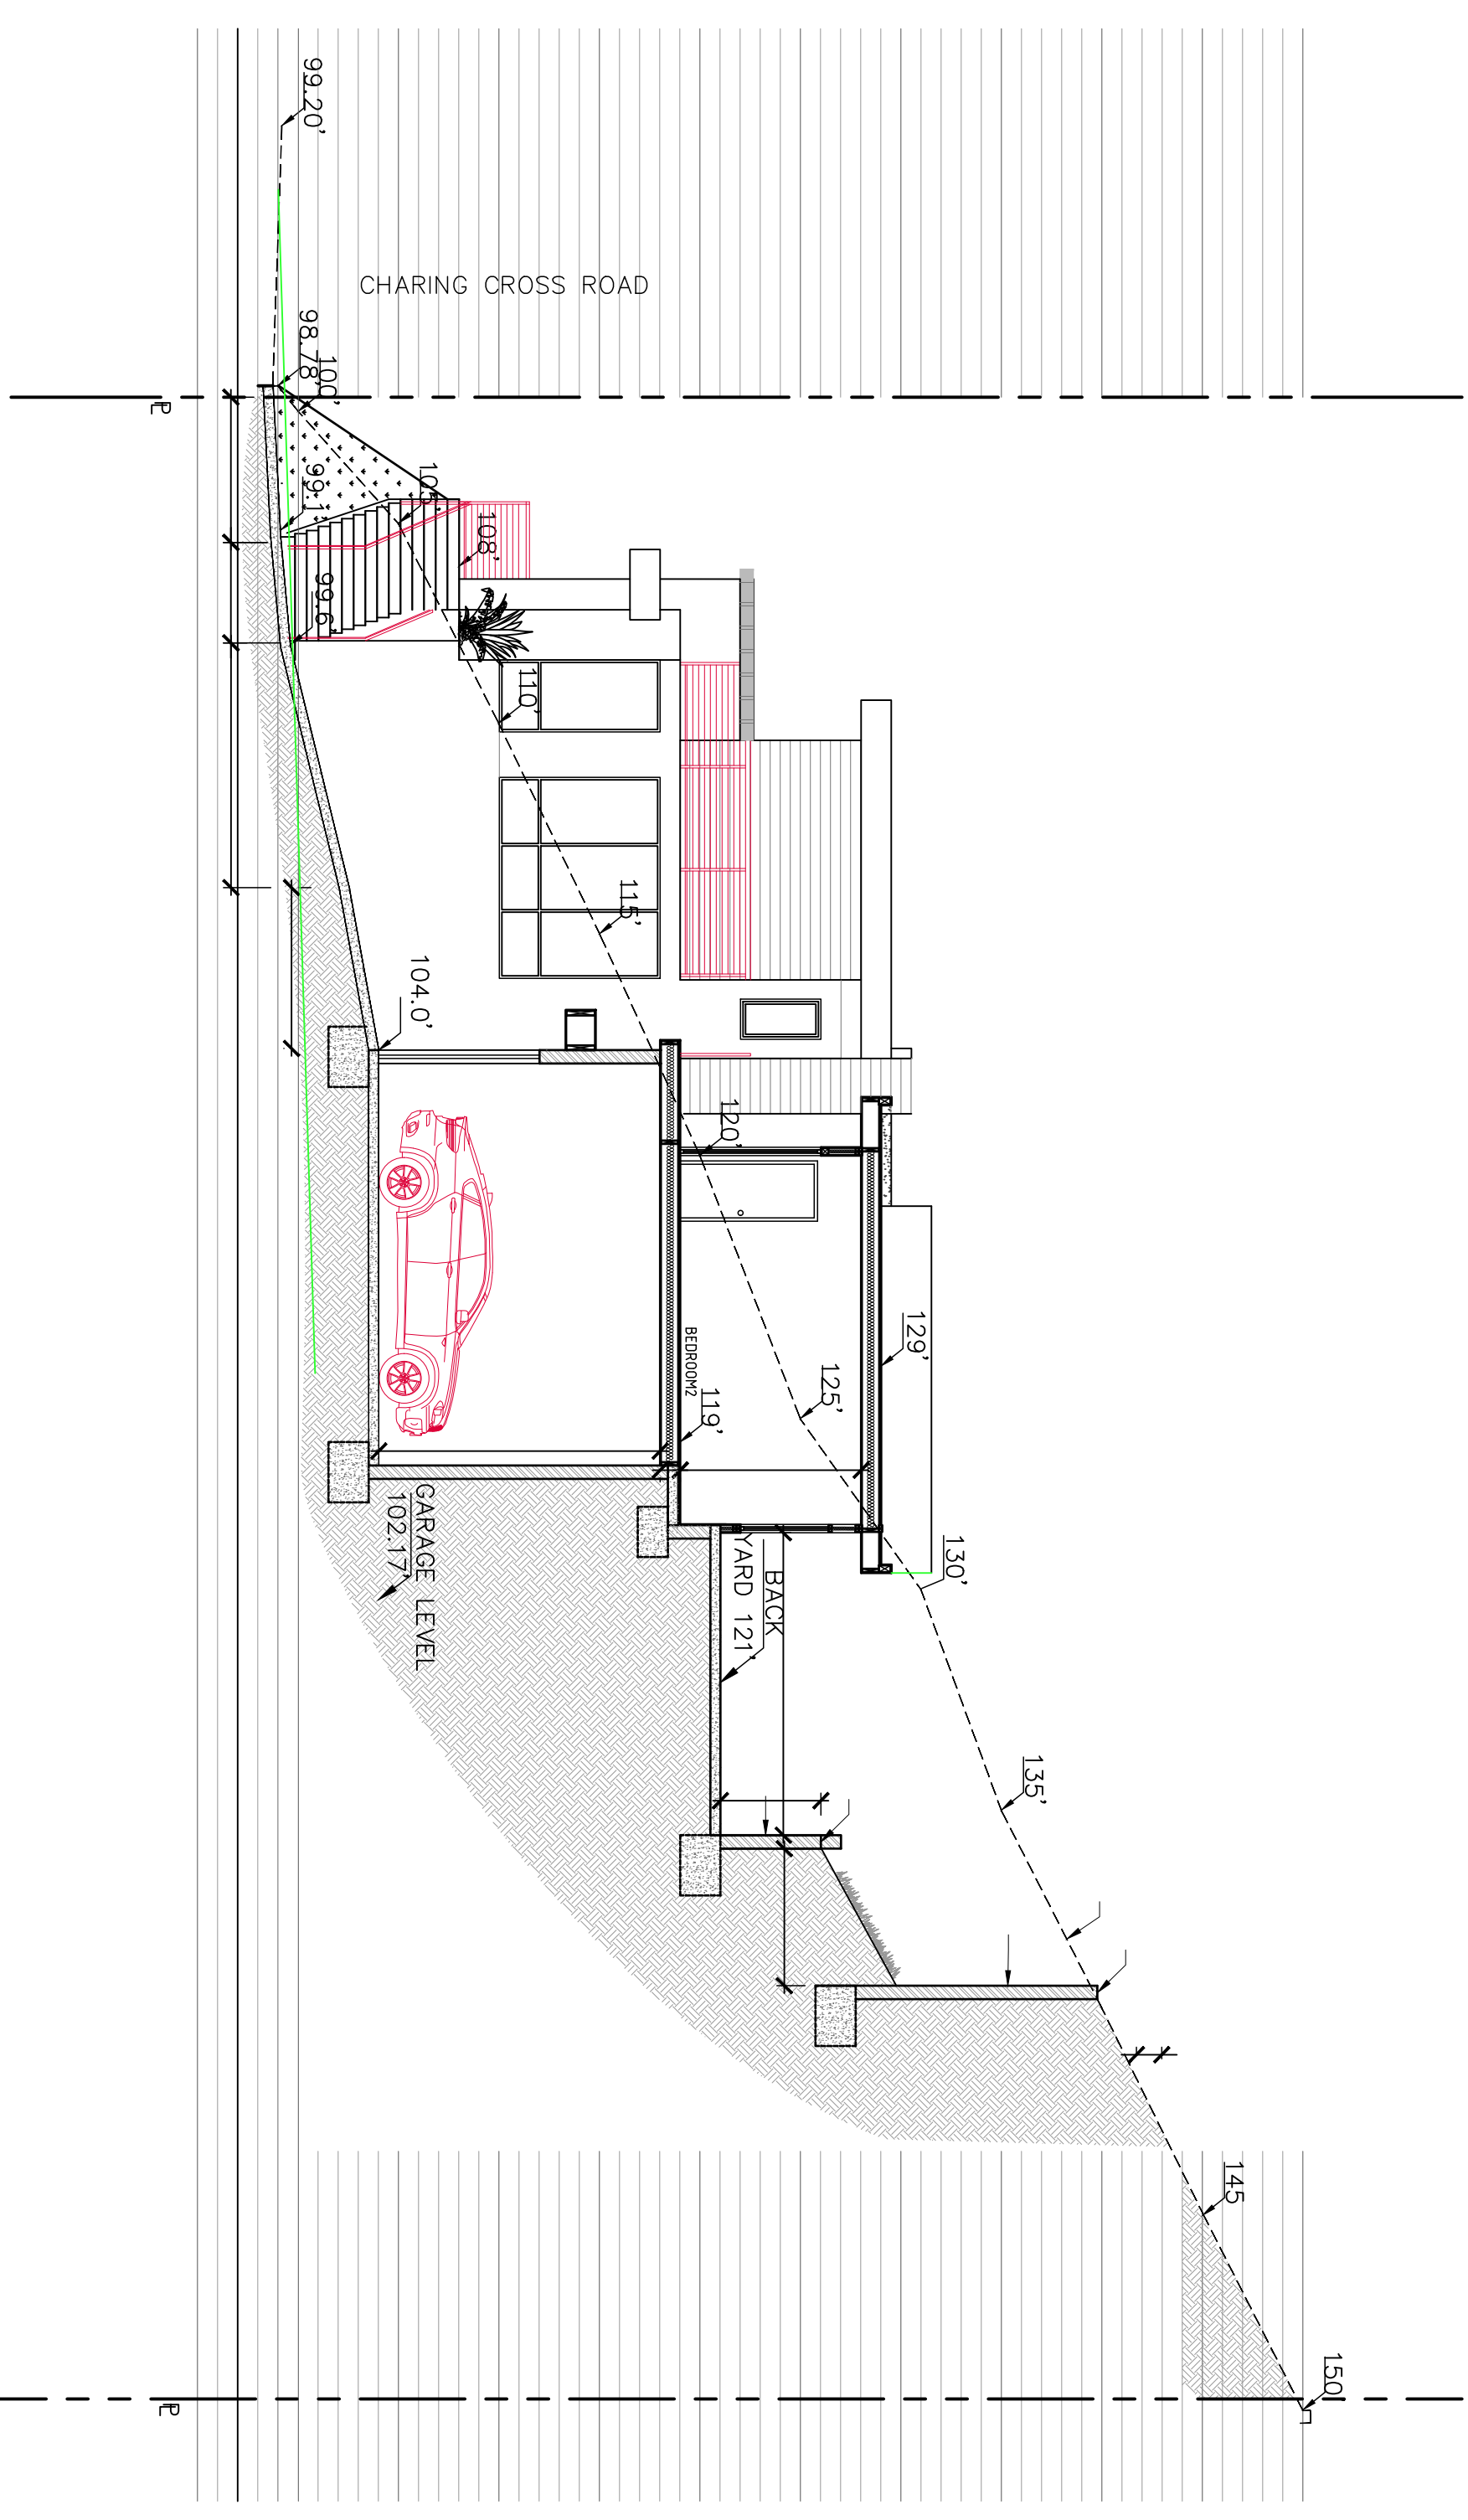 99.20'
CHARING CROSS ROAD
98.78'
100'
PL
99.1'
105'
108'
99.6'
110'
115'
104.0'
120'
129'
BEDROOM2
119'
125'
GARAGE LEVEL
102.17'
130'
BACK
YARD 121'
135'
145
150'
PL